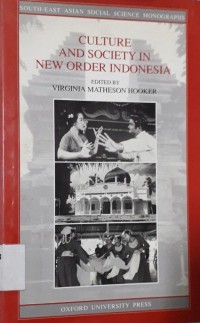 SOUTH-EAST ASIAN SOCIAL SCIENCE MONOGRAPHS
CULTURE
AND SOCIETY IN
NEW ORDER INDONESIA
EDITED BY
VIRGINIA MATHESON HOOKER
OXFORD UNIVERSITY PRESS